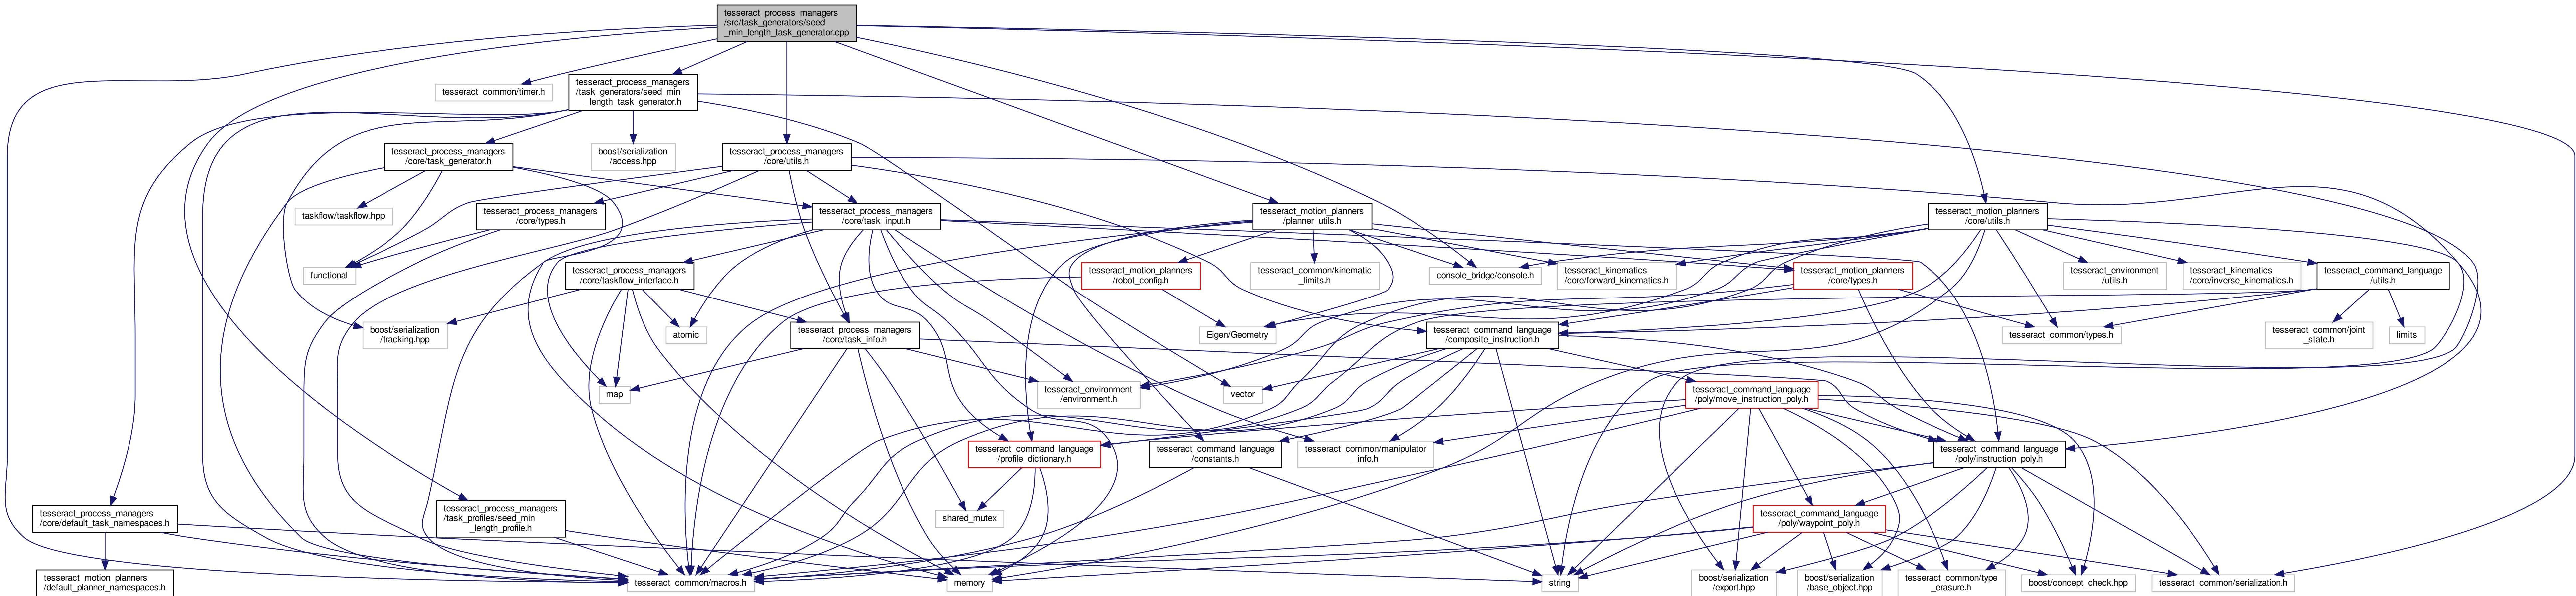 tesseract_process_managers
/src/task_generators/seed
_min_length_task_generator.cpp
tesseract_common/timer.h
tesseract_process_managers
/task_generators/seed_min
_length_task_generator.h
tesseract_process_managers
/core/task_generator.h
boost/serialization
/access.hpp
tesseract_process_managers
/core/utils.h
taskflow/taskflow.hpp
tesseract_process_managers
/core/types.h
tesseract_process_managers
/core/task_input.h
tesseract_motion_planners
/planner_utils.h
tesseract_motion_planners
/core/utils.h
functional
tesseract_process_managers
/core/taskflow_interface.h
tesseract_motion_planners
/robot_config.h
tesseract_common/kinematic
_limits.h
console_bridge/console.h
tesseract_kinematics
/core/forward_kinematics.h
tesseract_motion_planners
/core/types.h
tesseract_environment
/utils.h
tesseract_kinematics
/core/inverse_kinematics.h
tesseract_command_language
/utils.h
boost/serialization
/tracking.hpp
atomic
tesseract_process_managers
/core/task_info.h
Eigen/Geometry
tesseract_command_language
/composite_instruction.h
tesseract_common/types.h
tesseract_common/joint
_state.h
limits
map
tesseract_environment
/environment.h
vector
tesseract_command_language
/poly/move_instruction_poly.h
tesseract_command_language
/profile_dictionary.h
tesseract_command_language
/constants.h
tesseract_common/manipulator
_info.h
tesseract_command_language
/poly/instruction_poly.h
tesseract_process_managers
/core/default_task_namespaces.h
tesseract_process_managers
/task_profiles/seed_min
_length_profile.h
shared_mutex
tesseract_command_language
/poly/waypoint_poly.h
tesseract_motion_planners
/default_planner_namespaces.h
tesseract_common/macros.h
memory
string
boost/serialization
/export.hpp
boost/serialization
/base_object.hpp
tesseract_common/type
_erasure.h
boost/concept_check.hpp
tesseract_common/serialization.h